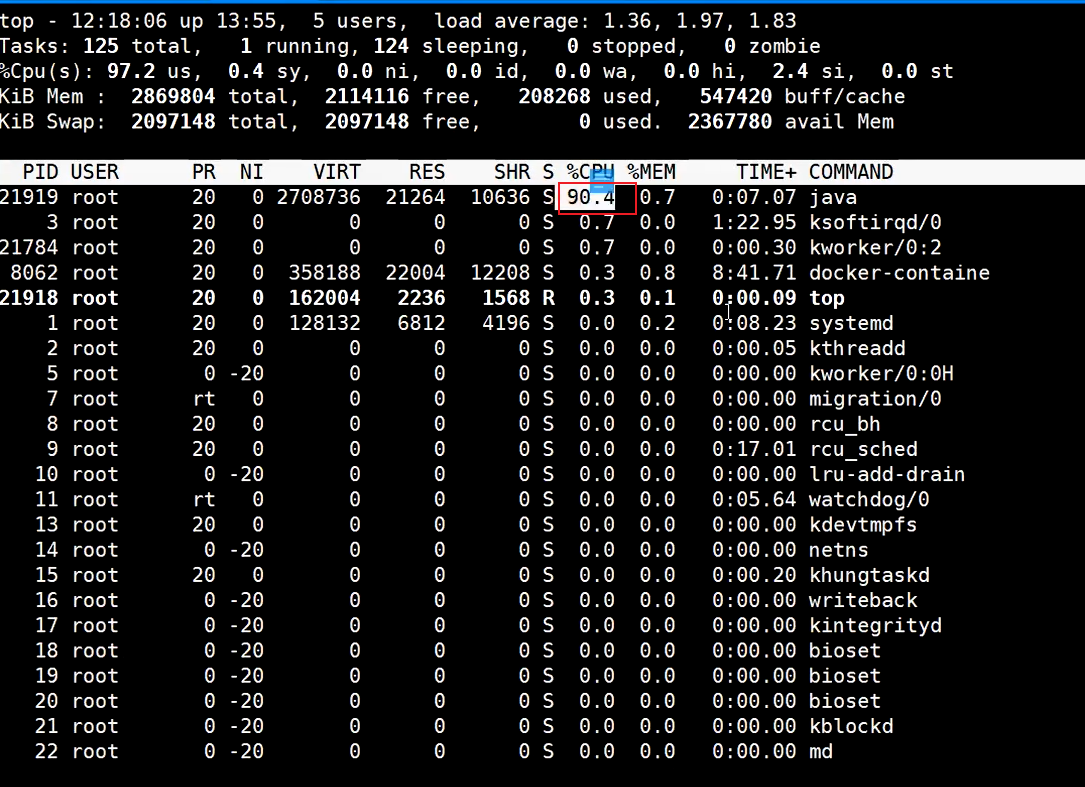 top - 12:18:06 up 13:55,  5 users,  load average: 1.36, 1.97, 1.83
Tasks: 125 total,   1 running, 124 sleeping,   0 stopped,   0 zombie
%Cpu(s): 97.2 us,  0.4 sy,  0.0 ni,  0.0 id,  0.0 wa,  0.0 hi,  2.4 si,  0.0 st
KiB Mem :  2869804 total,  2114116 free,   208268 used,   547420 buff/cache
KiB Swap:  2097148 total,  2097148 free,        0 used.  2367780 avail Mem
PID USER      PR  NI    VIRT    RES    SHR S %CPU %MEM     TIME+ COMMAND
21919 root      20   0 2708736  21264  10636 S 90.4  0.7   0:07.07 java
3 root      20   0       0      0      0 S  0.7  0.0   1:22.95 ksoftirqd/0
21784 root      20   0       0      0      0 S  0.7  0.0   0:00.30 kworker/0:2
8062 root      20   0  358188  22004  12208 S  0.3  0.8   8:41.71 docker-containe
21918 root      20   0  162004   2236   1568 R  0.3  0.1   0:00.09 top
1 root      20   0  128132   6812   4196 S  0.0  0.2   0:08.23 systemd
2 root      20   0       0      0      0 S  0.0  0.0   0:00.05 kthreadd
5 root       0 -20       0      0      0 S  0.0  0.0   0:00.00 kworker/0:0H
7 root      rt   0       0      0      0 S  0.0  0.0   0:00.00 migration/0
8 root      20   0       0      0      0 S  0.0  0.0   0:00.00 rcu_bh
9 root      20   0       0      0      0 S  0.0  0.0   0:17.01 rcu_sched
10 root       0 -20       0      0      0 S  0.0  0.0   0:00.00 lru-add-drain
11 root      rt   0       0      0      0 S  0.0  0.0   0:05.64 watchdog/0
13 root      20   0       0      0      0 S  0.0  0.0   0:00.00 kdevtmpfs
14 root       0 -20       0      0      0 S  0.0  0.0   0:00.00 netns
15 root      20   0       0      0      0 S  0.0  0.0   0:00.20 khungtaskd
16 root       0 -20       0      0      0 S  0.0  0.0   0:00.00 writeback
17 root       0 -20       0      0      0 S  0.0  0.0   0:00.00 kintegrityd
18 root       0 -20       0      0      0 S  0.0  0.0   0:00.00 bioset
19 root       0 -20       0      0      0 S  0.0  0.0   0:00.00 bioset
20 root       0 -20       0      0      0 S  0.0  0.0   0:00.00 bioset
21 root       0 -20       0      0      0 S  0.0  0.0   0:00.00 kblockd
22 root       0 -20       0      0      0 S  0.0  0.0   0:00.00 md